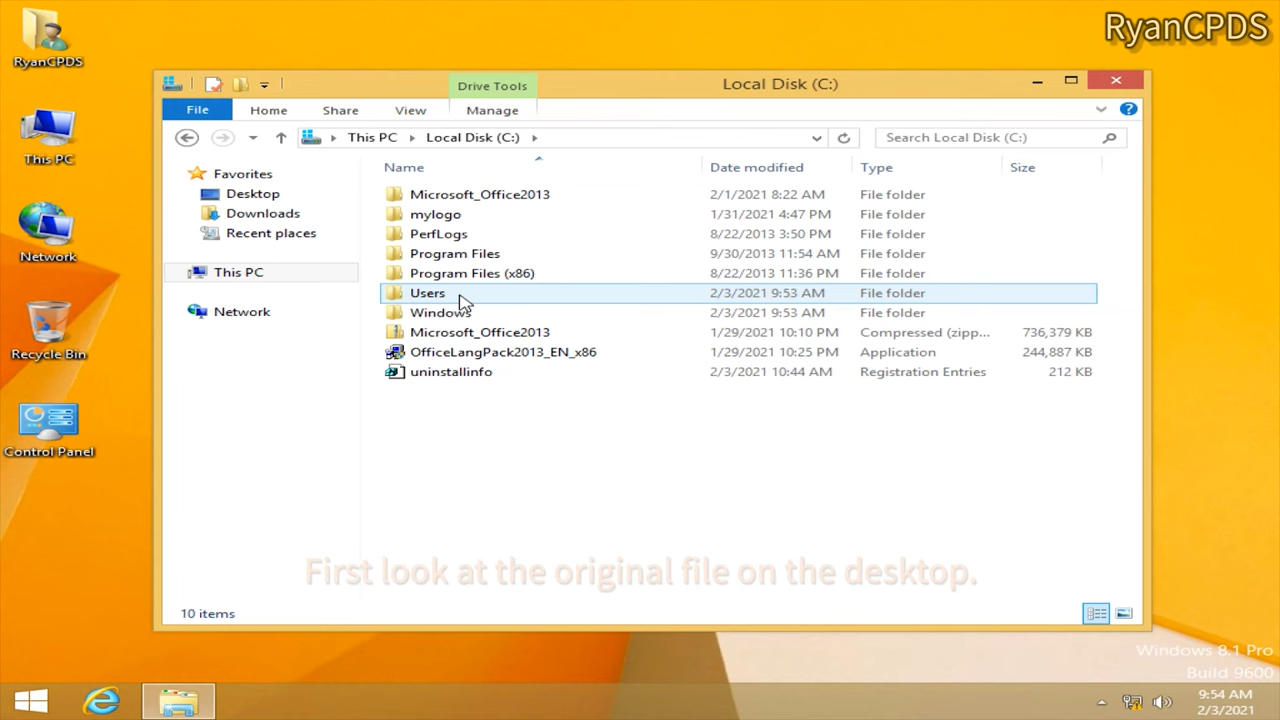 RyanCPDS
RyanCPDS
This PC
Network
Recycle Bin
Control Panel
Drive Tools
Local Disk (C:)
File Home Share View Manage
This PC Local Disk (C:) Search Local Disk (C:)
Favorites
Desktop
Downloads
Recent places
This PC
Network
Name Date modified Type Size
Microsoft_Office2013 2/1/2021 8:22 AM File folder
mylogo 1/31/2021 4:47 PM File folder
PerfLogs 8/22/2013 3:50 PM File folder
Program Files 9/30/2013 11:54 AM File folder
Program Files (x86) 8/22/2013 11:36 PM File folder
Users 2/3/2021 9:53 AM File folder
Windows 2/3/2021 9:53 AM File folder
Microsoft_Office2013 1/29/2021 10:10 PM Compressed (zipp... 736,379 KB
OfficeLangPack2013_EN_x86 1/29/2021 10:25 PM Application 244,887 KB
uninstallinfo 2/3/2021 10:44 AM Registration Entries 212 KB
First look at the original file on the desktop.
10 items
Windows 8.1 Pro
Build 9600
9:54 AM
2/3/2021